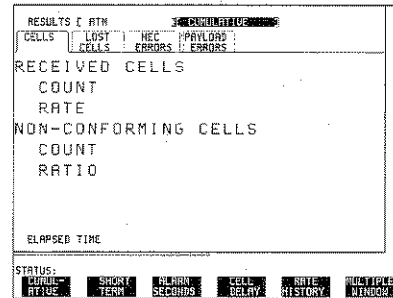 RESULTS [ ATM ] [ CUMULATIVE ]
CELLS LOST CELLS HEC ERRORS PAYLOAD ERRORS
RECEIVED CELLS
COUNT
RATE
NON-CONFORMING CELLS
COUNT
RATIO
ELAPSED TIME
STATUS:
CUMUL-ATIVE SHORT TERM ALARM SECONDS CELL DELAY RATE HISTORY MULTIPLE WINDOW